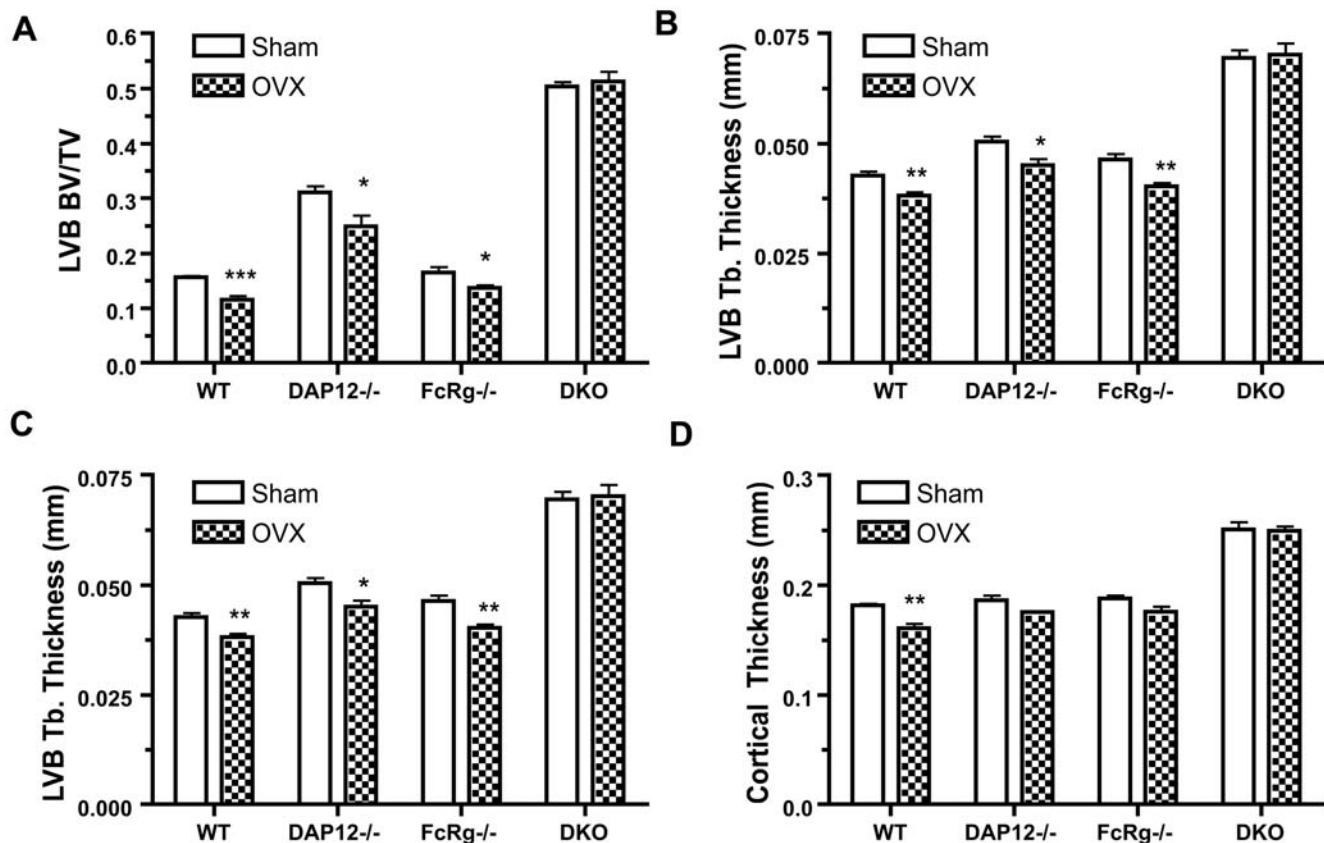 A
LVB BV/TV
0.6
0.5
0.4
0.3
0.2
0.1
0.0
Sham
OVX
***
*
*
WT DAP12-/- FcRg-/- DKO
B
LVB Tb. Thickness (mm)
0.075
0.050
0.025
0.000
Sham
OVX
**
*
**
WT DAP12-/- FcRg-/- DKO
C
LVB Tb. Thickness (mm)
0.075
0.050
0.025
0.000
Sham
OVX
**
*
**
WT DAP12-/- FcRg-/- DKO
D
Cortical Thickness (mm)
0.3
0.2
0.1
0.0
Sham
OVX
**
WT DAP12-/- FcRg-/- DKO